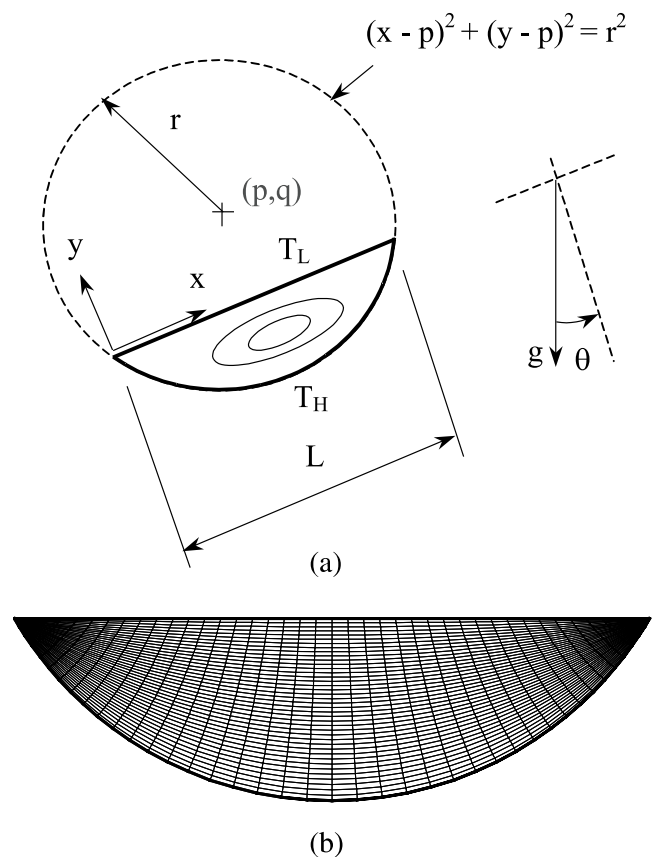 (x - p)² + (y - p)² = r²
r
(p,q)
y
T_L
x
T_H
g
θ
L
(a)
(b)